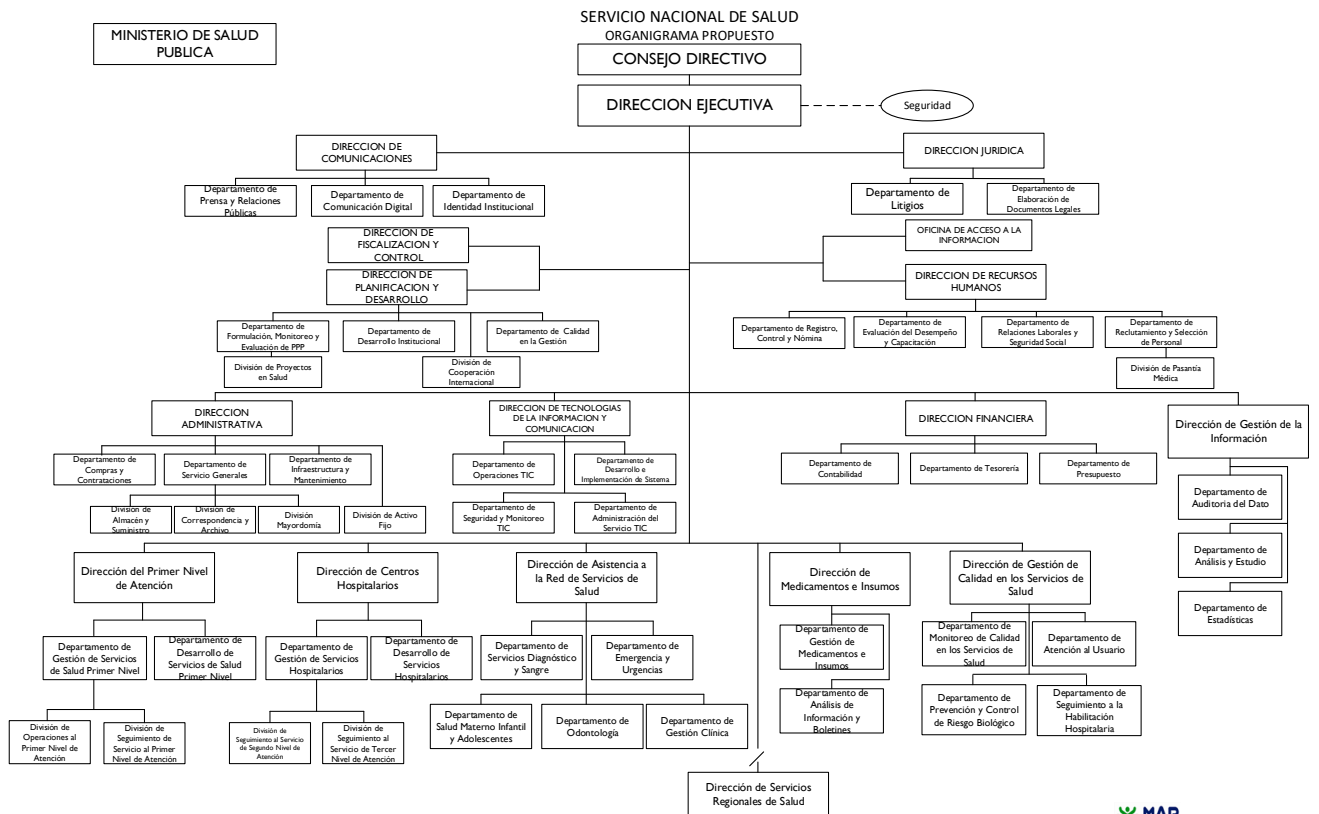 SERVICIO NACIONAL DE SALUD
ORGANIGRAMA PROPUESTO
MINISTERIO DE SALUD
PUBLICA
CONSEJO DIRECTIVO
DIRECCION EJECUTIVA
Seguridad
DIRECCION DE
COMUNICACIONES
DIRECCION JURIDICA
Departamento de
Prensa y Relaciones
Públicas
Departamento de
Comunicación Digital
Departamento de
Identidad Institucional
Departamento de
Litigios
Departamento de
Elaboración de
Documentos Legales
DIRECCION DE
FISCALIZACION Y
CONTROL
OFICINA DE ACCESO A LA
INFORMACION
DIRECCION DE
PLANIFICACION Y
DESARROLLO
DIRECCION DE RECURSOS
HUMANOS
Departamento de
Formulación, Monitoreo y
Evaluación de PPP
Departamento de
Desarrollo Institucional
Departamento de Calidad
en la Gestión
División de Proyectos
en Salud
División de
Cooperación
Internacional
Departamento de Registro,
Control y Nómina
Departamento de
Evaluación del Desempeño
y Capacitación
Departamento de
Relaciones Laborales y
Seguridad Social
Departamento de
Reclutamiento y Selección
de Personal
División de Pasantía
Médica
DIRECCION
ADMINISTRATIVA
DIRECCION DE TECNOLOGIAS
DE LA INFORMACION Y
COMUNICACION
DIRECCION FINANCIERA
Dirección de Gestión de la
Información
Departamento de
Compras y
Contrataciones
Departamento de
Servicio Generales
Departamento de
Infraestructura y
Mantenimiento
División de
Almacén y
Suministro
División de
Correspondencia y
Archivo
División
Mayordomía
División de Activo
Fijo
Departamento de
Operaciones TIC
Departamento de
Desarrollo e
Implementación de Sistema
Departamento de
Seguridad y Monitoreo
TIC
Departamento de
Administración del
Servicio TIC
Departamento de
Contabilidad
Departamento de Tesorería
Departamento de
Presupuesto
Departamento de
Auditoria del Dato
Departamento de
Análisis y Estudio
Departamento de
Estadísticas
Dirección del Primer Nivel
de Atención
Dirección de Centros
Hospitalarios
Dirección de Asistencia a
la Red de Servicios de
Salud
Dirección de
Medicamentos e Insumos
Dirección de Gestión de
Calidad en los Servicios de
Salud
Departamento de
Gestión de Servicios
de Salud Primer Nivel
Departamento de
Desarrollo de
Servicios de Salud
Primer Nivel
Departamento de
Gestión de Servicios
Hospitalarios
Departamento de
Desarrollo de
Servicios
Hospitalarios
Departamento de
Servicios Diagnóstico
y Sangre
Departamento de
Emergencia y
Urgencias
Departamento de
Gestión de
Medicamentos e
Insumos
Departamento de
Monitoreo de Calidad
en los Servicios de
Salud
Departamento de
Atención al Usuario
División de
Operaciones al
Primer Nivel de
Atención
División de
Seguimiento de
Servicio al Primer
Nivel de Atención
División de
Seguimiento al Servicio
de Segundo Nivel de
Atención
División de
Seguimiento al
Servicio de Tercer
Nivel de Atención
Departamento de
Salud Materno Infantil
y Adolescentes
Departamento de
Odontología
Departamento de
Gestión Clínica
Departamento de
Análisis de
Información y
Boletines
Departamento de
Prevención y Control
de Riesgo Biológico
Departamento de
Seguimiento a la
Habilitación
Hospitalaria
Dirección de Servicios
Regionales de Salud
MAP